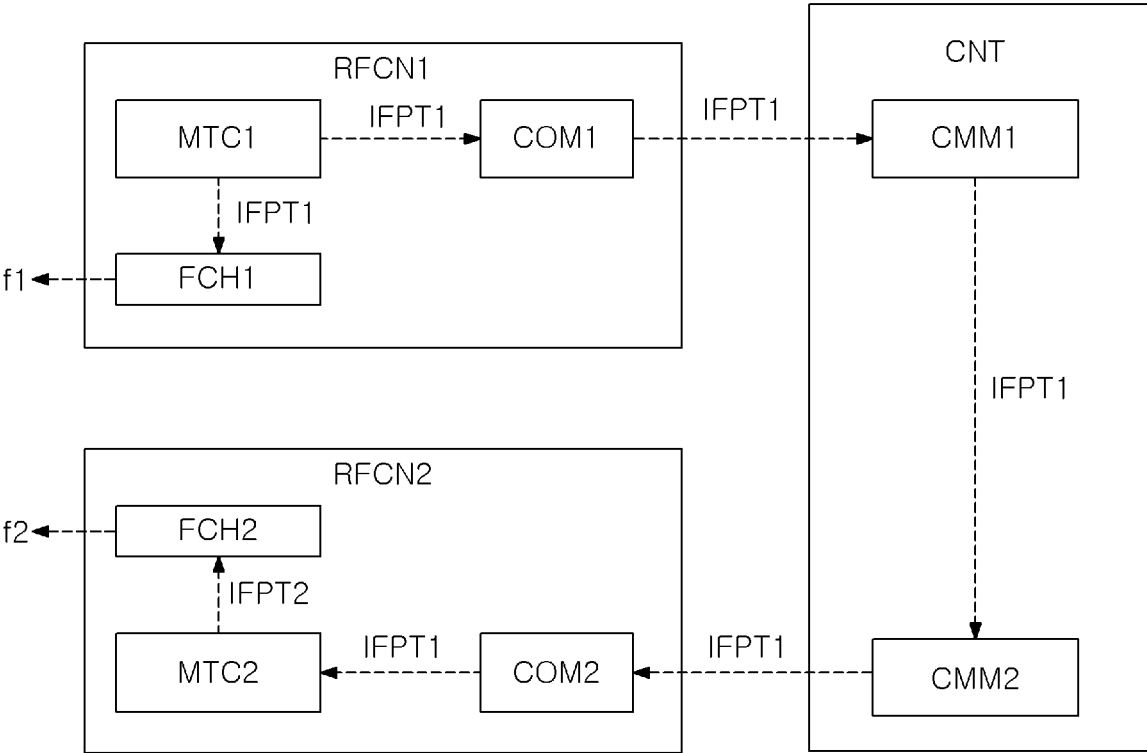 RFCN1
CNT
MTC1
IFPT1
COM1
IFPT1
CMM1
IFPT1
FCH1
f1
IFPT1
RFCN2
FCH2
f2
IFPT2
MTC2
IFPT1
COM2
IFPT1
CMM2